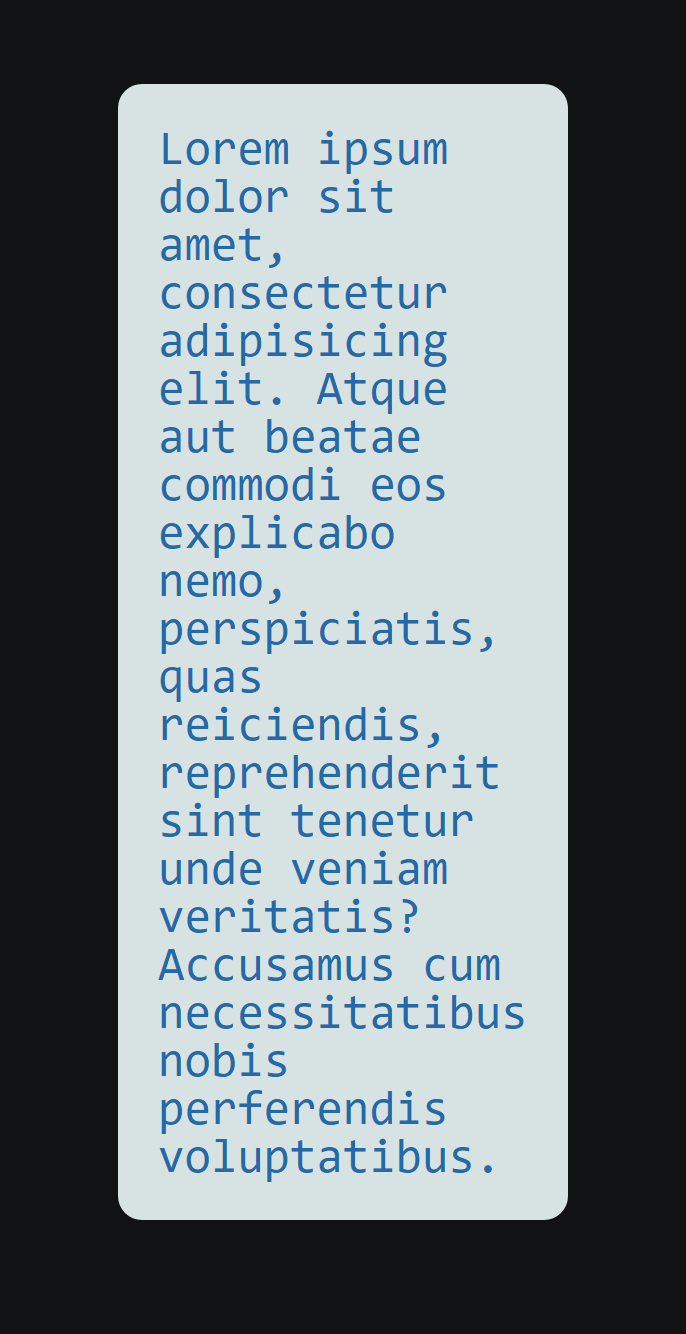 Lorem ipsum
dolor sit
amet,
consectetur
adipisicing
elit. Atque
aut beatae
commodi eos
explicabo
nemo,
perspiciatis,
quas
reiciendis,
reprehenderit
sint tenetur
unde veniam
veritatis?
Accusamus cum
necessitatibus
nobis
perferendis
voluptatibus.